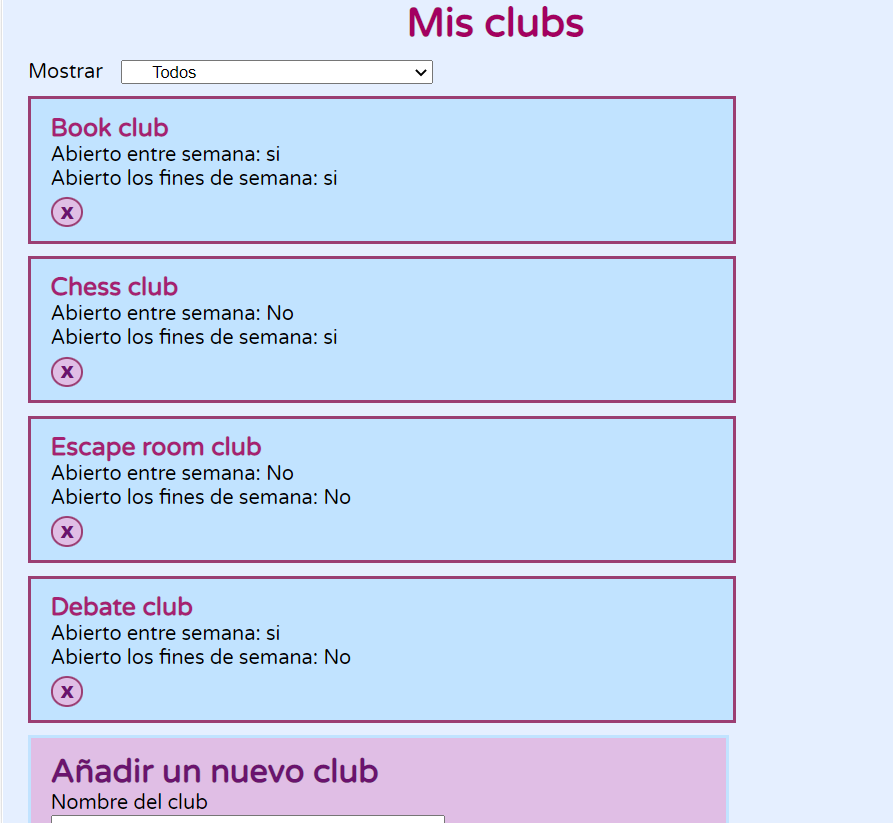 Mis clubs
Mostrar Todos
Book club
Abierto entre semana: si
Abierto los fines de semana: si
x
Chess club
Abierto entre semana: No
Abierto los fines de semana: si
x
Escape room club
Abierto entre semana: No
Abierto los fines de semana: No
x
Debate club
Abierto entre semana: si
Abierto los fines de semana: No
x
Añadir un nuevo club
Nombre del club